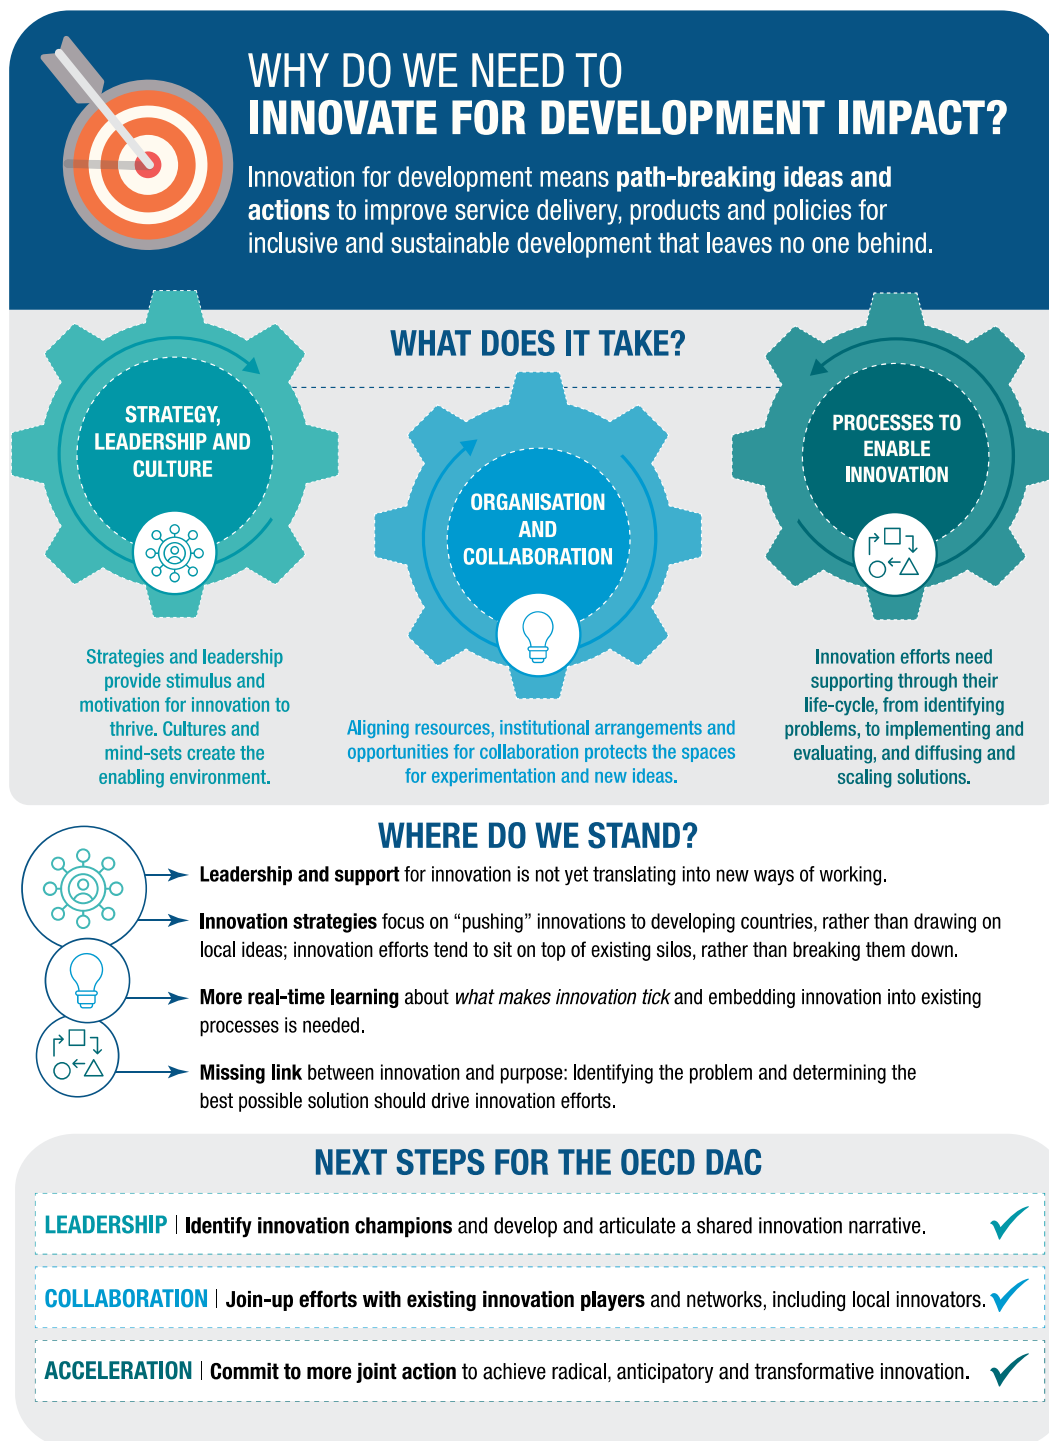 WHY DO WE NEED TO
INNOVATE FOR DEVELOPMENT IMPACT?
Innovation for development means path-breaking ideas and
actions to improve service delivery, products and policies for
inclusive and sustainable development that leaves no one behind.
WHAT DOES IT TAKE?
STRATEGY,
LEADERSHIP AND
CULTURE
Strategies and leadership
provide stimulus and
motivation for innovation to
thrive. Cultures and
mind-sets create the
enabling environment.
ORGANISATION
AND
COLLABORATION
Aligning resources, institutional arrangements and
opportunities for collaboration protects the spaces
for experimentation and new ideas.
PROCESSES TO
ENABLE
INNOVATION
Innovation efforts need
supporting through their
life-cycle, from identifying
problems, to implementing and
evaluating, and diffusing and
scaling solutions.
WHERE DO WE STAND?
Leadership and support for innovation is not yet translating into new ways of working.
Innovation strategies focus on “pushing” innovations to developing countries, rather than drawing on
local ideas; innovation efforts tend to sit on top of existing silos, rather than breaking them down.
More real-time learning about what makes innovation tick and embedding innovation into existing
processes is needed.
Missing link between innovation and purpose: Identifying the problem and determining the
best possible solution should drive innovation efforts.
NEXT STEPS FOR THE OECD DAC
LEADERSHIP | Identify innovation champions and develop and articulate a shared innovation narrative.
COLLABORATION | Join-up efforts with existing innovation players and networks, including local innovators.
ACCELERATION | Commit to more joint action to achieve radical, anticipatory and transformative innovation.